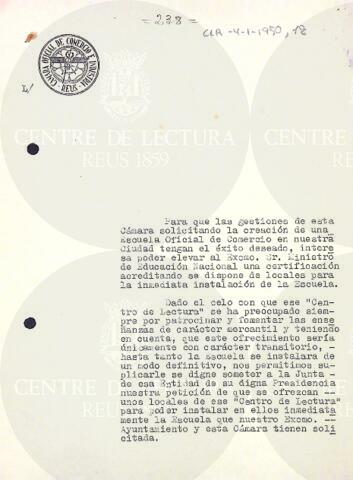 = 238 =
CLR-4-1-1950, 12
CAMARA OFICIAL DE COMERCIO E INDUSTRIA
- REUS -
CENTRE DE LECTURA
REUS 1859
CENTRE DE LECTURA
REUS 1859
Para que las gestiones de esta
Cámara solicitando la creación de una
Escuela Oficial de Comercio en nuestra
Ciudad tengan el éxito deseado, intere
sa poder elevar al Excmo. Sr. Ministro
de Educación Nacional una certificación
acreditando se dispone de locales para
la inmediata instalación de la Escuela.
Dado el celo con que ese "Cen-
tro de Lectura" se ha preocupado siem-
pre por patrocinar y fomentar las ense
ñanzas de carácter mercantil y teniendo
en cuenta, que este ofrecimiento sería
únicamente con carácter transitorio, -
hasta tanto la Escuela se instalara de
un modo definitivo, nos permitimos su-
plicarle se digne someter a la Junta -
de esa Entidad de su digna Presidencia
nuestra petición de que se ofrezcan --
unos locales de ese "Centro de Lectura"
para poder instalar en ellos inmediata
mente la Escuela que nuestro Excmo. --
Ayuntamiento y esta Cámara tienen soli
citada.